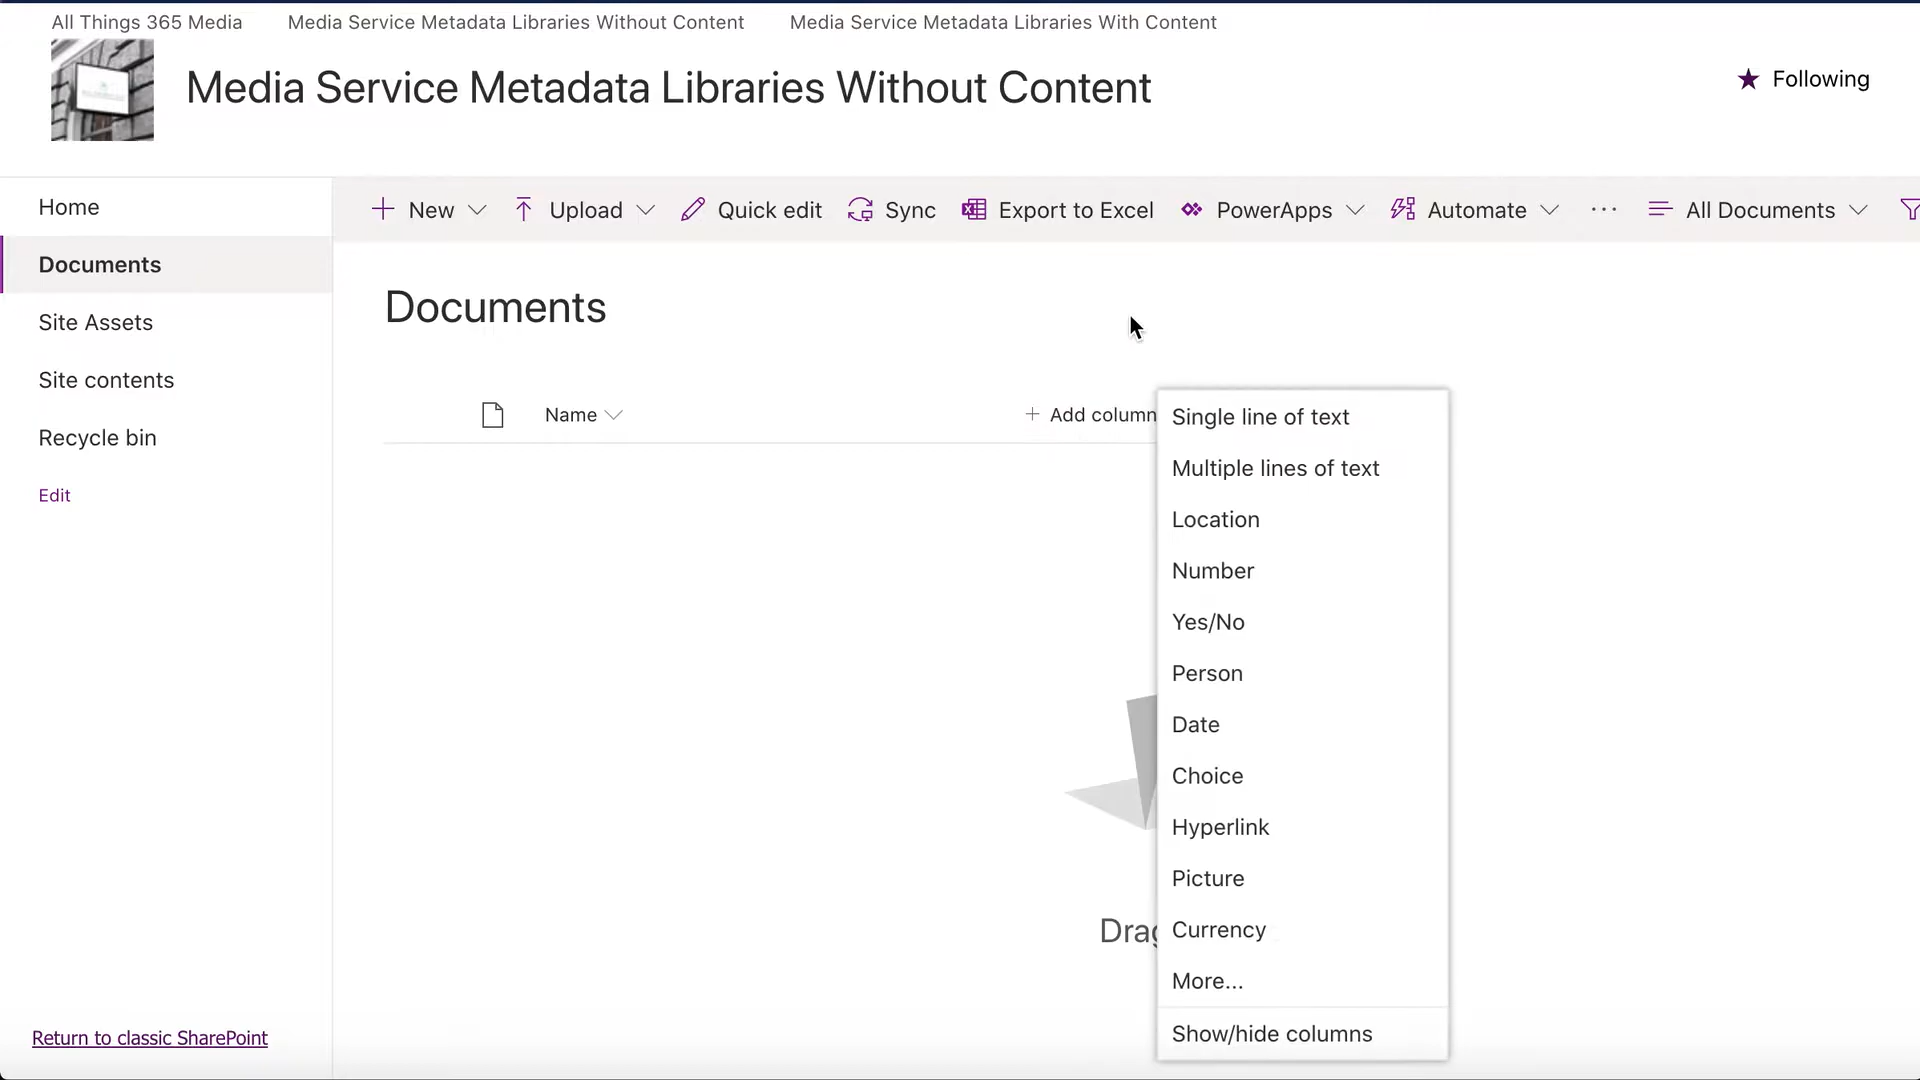 All Things 365 Media Media Service Metadata Libraries Without Content Media Service Metadata Libraries With Content
Media Service Metadata Libraries Without Content
Following
Home
Documents
Site Assets
Site contents
Recycle bin
Edit
Return to classic SharePoint
New Upload Quick edit Sync Export to Excel PowerApps Automate ··· All Documents
Documents
Name + Add column
Single line of text
Multiple lines of text
Location
Number
Yes/No
Person
Date
Choice
Hyperlink
Picture
Currency
More...
Show/hide columns
Drag